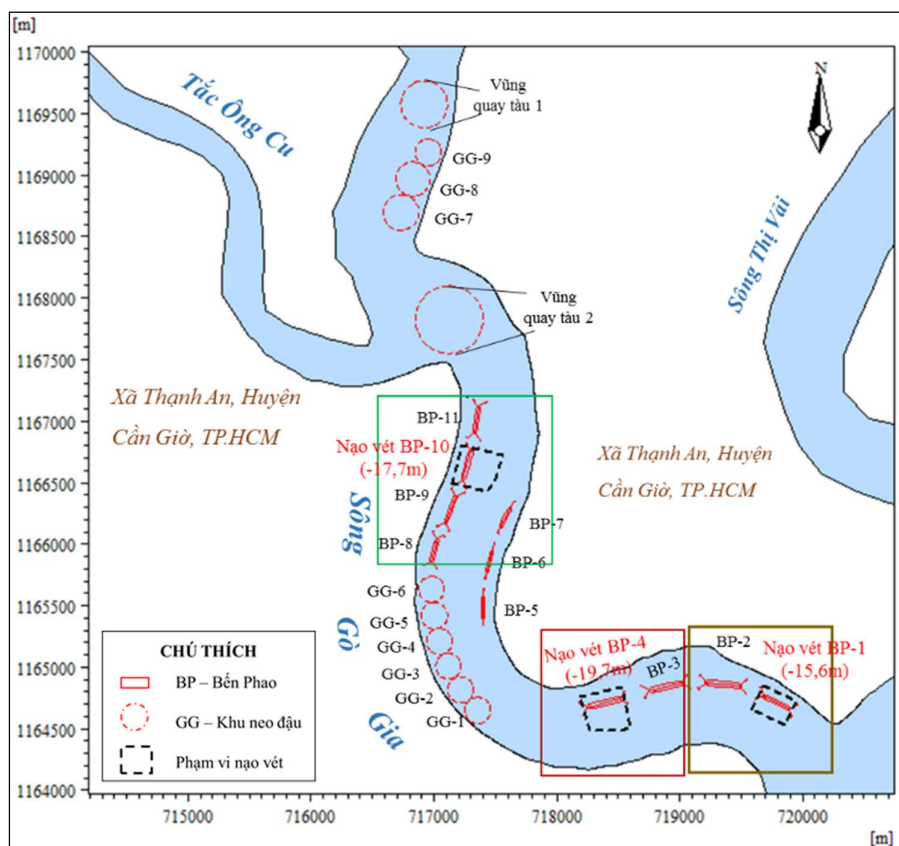 [m]
1170000
1169500
1169000
1168500
1168000
1167500
1167000
1166500
1166000
1165500
1165000
1164500
1164000
Tắc Ông Cu
Vũng
quay tàu 1
N
GG-9
GG-8
GG-7
Sông Thị Vải
Vũng
quay tàu 2
Xã Thạnh An, Huyện
Cần Giờ, TP.HCM
BP-11
Nạo vét BP-10
(-17,7m)
Xã Thạnh An, Huyện
Cần Giờ, TP.HCM
BP-9
BP-7
Sông
BP-8
BP-6
GG-6
BP-5
GG-5
Gò
GG-4
GG-3
GG-2
GG-1
Gia
Nạo vét BP-4
(-19,7m)
BP-3
BP-2
Nạo vét BP-1
(-15,6m)
CHÚ THÍCH
BP – Bến Phao
GG – Khu neo đậu
Phạm vi nạo vét
715000
716000
717000
718000
719000
720000
[m]